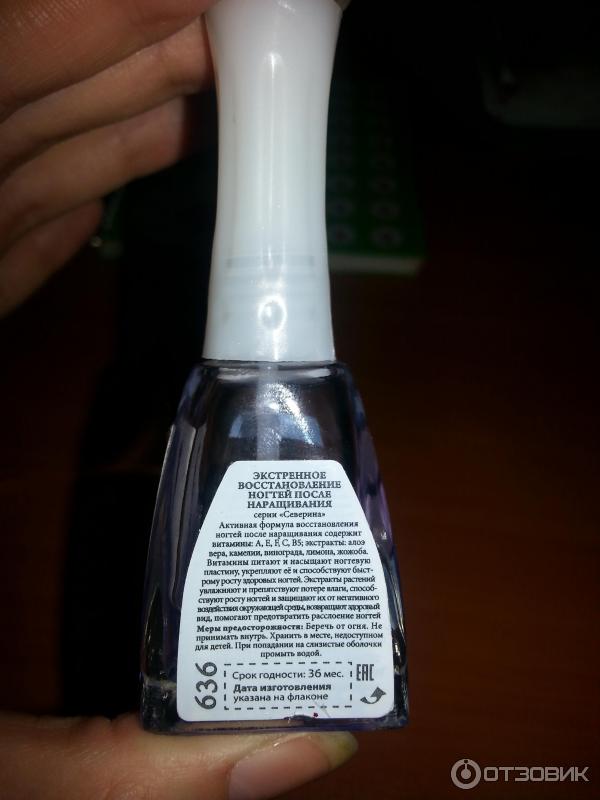 ЭКСТРЕННОЕ
ВОССТАНОВЛЕНИЕ
НОГТЕЙ ПОСЛЕ
НАРАЩИВАНИЯ
серии «Северина»
Активная формула восстановления
ногтей после наращивания содержит
витамины: A, E, F, C, B5; экстракты: алоэ
вера, камелии, винограда, лимона, жожоба.
Витамины питают и насыщают ногтевую
пластину, укрепляют её и способствуют быст-
рому росту здоровых ногтей. Экстракты растений
увлажняют и препятствуют потере влаги, способ-
ствуют росту ногтей и защищают их от негативного
воздействия окружающей среды, возвращают здоровый
вид, помогают предотвратить расслоение ногтей
Меры предосторожности: Беречь от огня. Не
принимать внутрь. Хранить в месте, недоступном
для детей. При попадании на слизистые оболочки
промыть водой.
636
Срок годности: 36 мес.
Дата изготовления
указана на флаконе
EAC
ОТЗОВИК